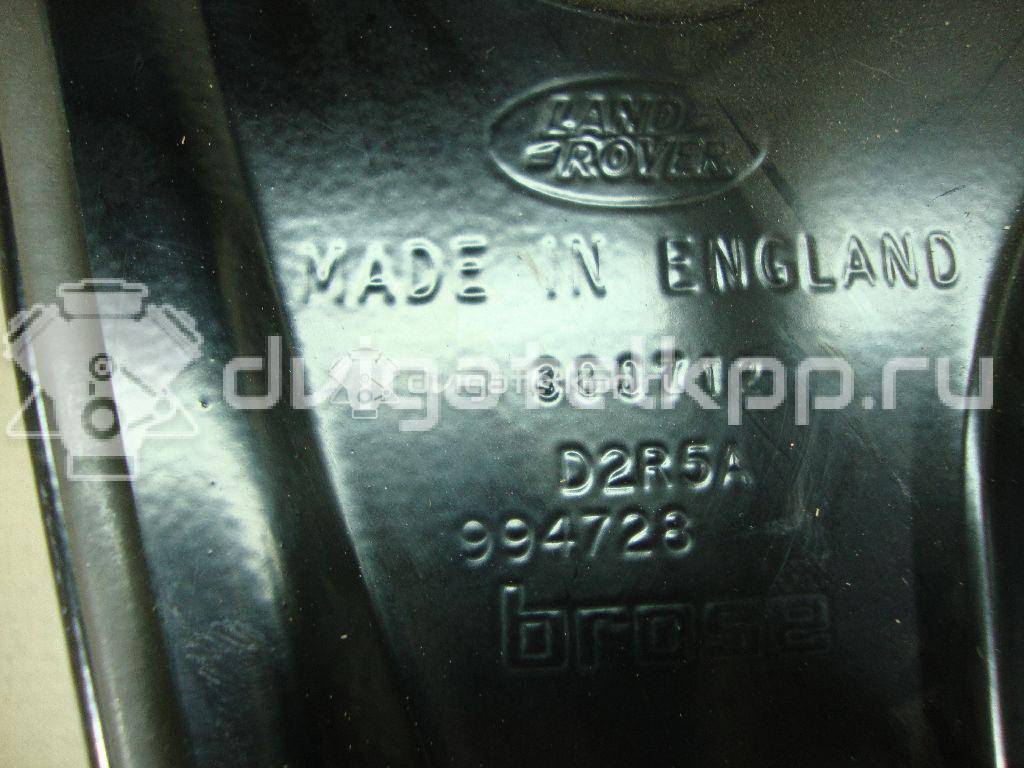 LAND-
-ROVER
MADE IN ENGLAND
dvigatelkpp.ru
D2R5A
994728
brose